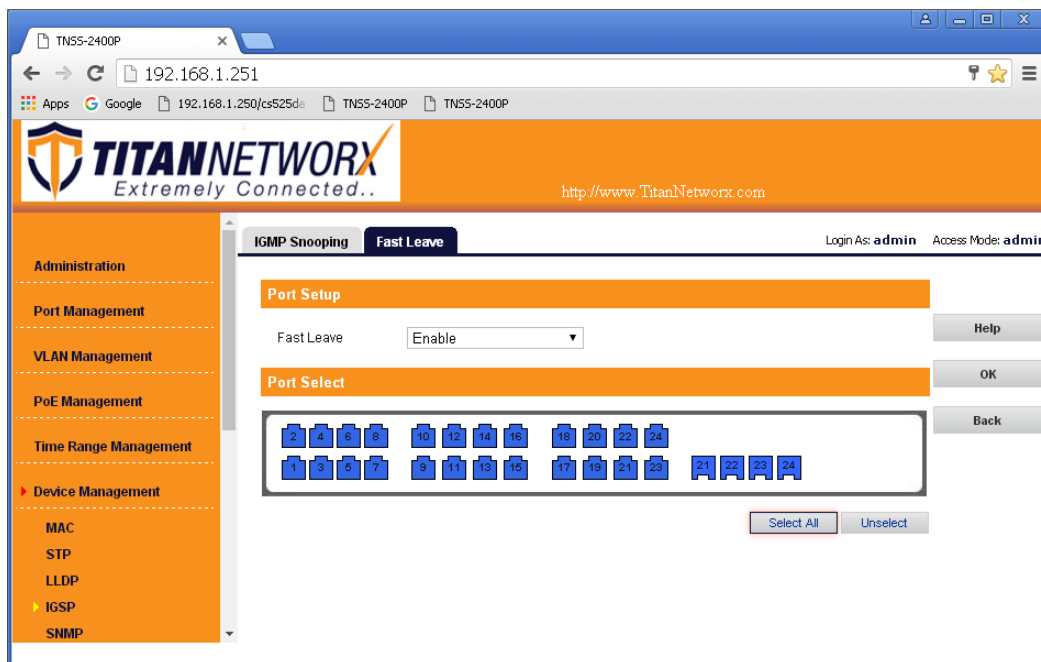 TNSS-2400P
192.168.1.251
Apps Google 192.168.1.250/cs525da TNSS-2400P TNSS-2400P
TITANNETWORX
Extremely Connected..
http://www.TitanNetworx.com
IGMP Snooping Fast Leave Login As: admin Access Mode: admin
Administration
Port Management
VLAN Management
PoE Management
Time Range Management
Device Management
MAC
STP
LLDP
IGSP
SNMP
Port Setup
Fast Leave Enable
Port Select
2 4 6 8 10 12 14 16 18 20 22 24
1 3 5 7 9 11 13 15 17 19 21 23 21 22 23 24
Select All Unselect
Help
OK
Back